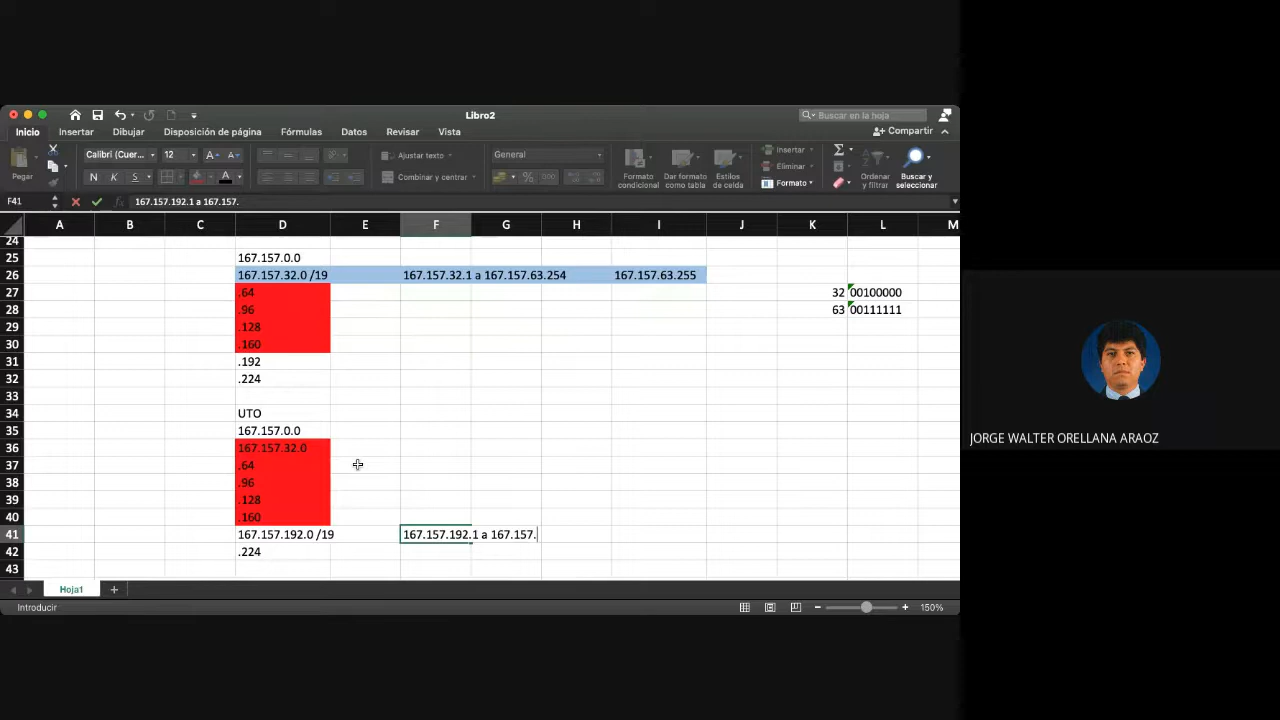 Libro2
Buscar en la hoja
Inicio Insertar Dibujar Disposición de página Fórmulas Datos Revisar Vista
Compartir
Pegar
Calibri (Cuer... 12 A A
N K S A
Ajustar texto
Combinar y centrar
General
%
Formato condicional
Dar formato como tabla
Estilos de celda
Insertar
Eliminar
Formato
Ordenar y filtrar
Buscar y seleccionar
F41 fx 167.157.192.1 a 167.157.
A B C D E F G H I J K L M
24
25 167.157.0.0
26 167.157.32.0 /19 167.157.32.1 a 167.157.63.254 167.157.63.255
27 .64 32 00100000
28 .96 63 00111111
29 .128
30 .160
31 .192
32 .224
33
34 UTO
35 167.157.0.0
36 167.157.32.0
37 .64
38 .96
39 .128
40 .160
41 167.157.192.0 /19 167.157.192.1 a 167.157.
42 .224
43
Hoja1
Introducir 150%
JORGE WALTER ORELLANA ARAOZ